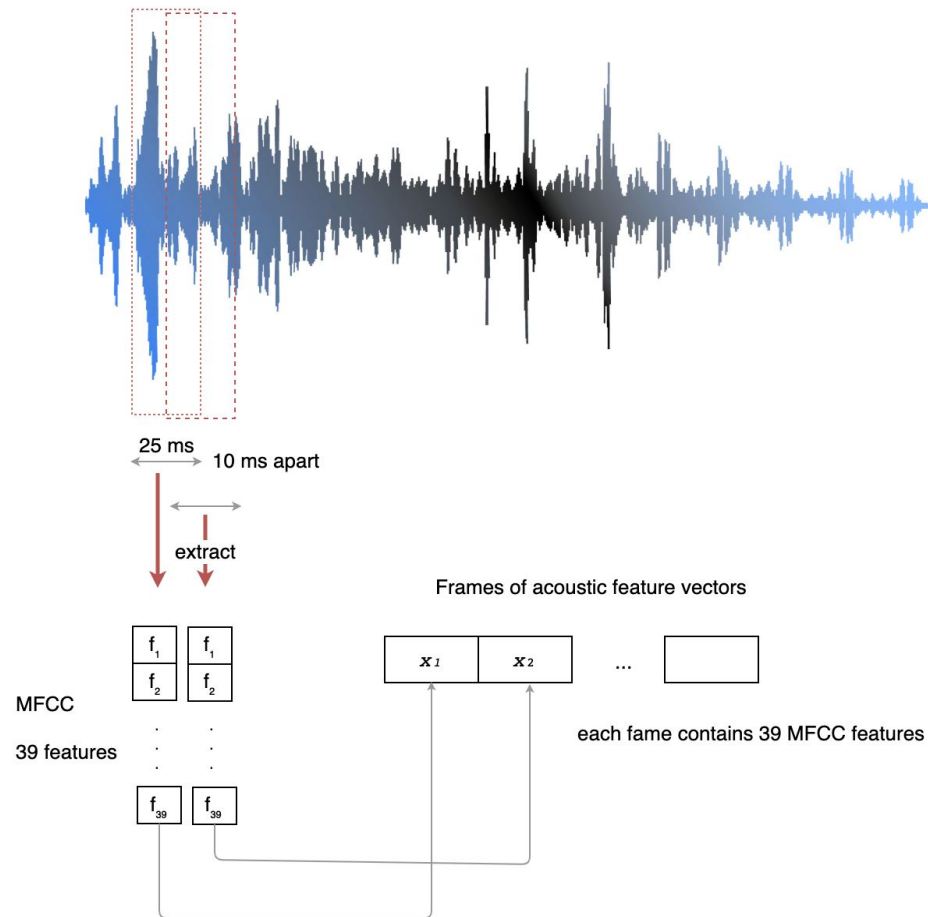 25 ms
10 ms apart
extract
Frames of acoustic feature vectors
f₁ f₁
f₂ f₂
x₁ x₂ ...
MFCC
39 features
. .
. .
. .
each fame contains 39 MFCC features
f₃₉ f₃₉